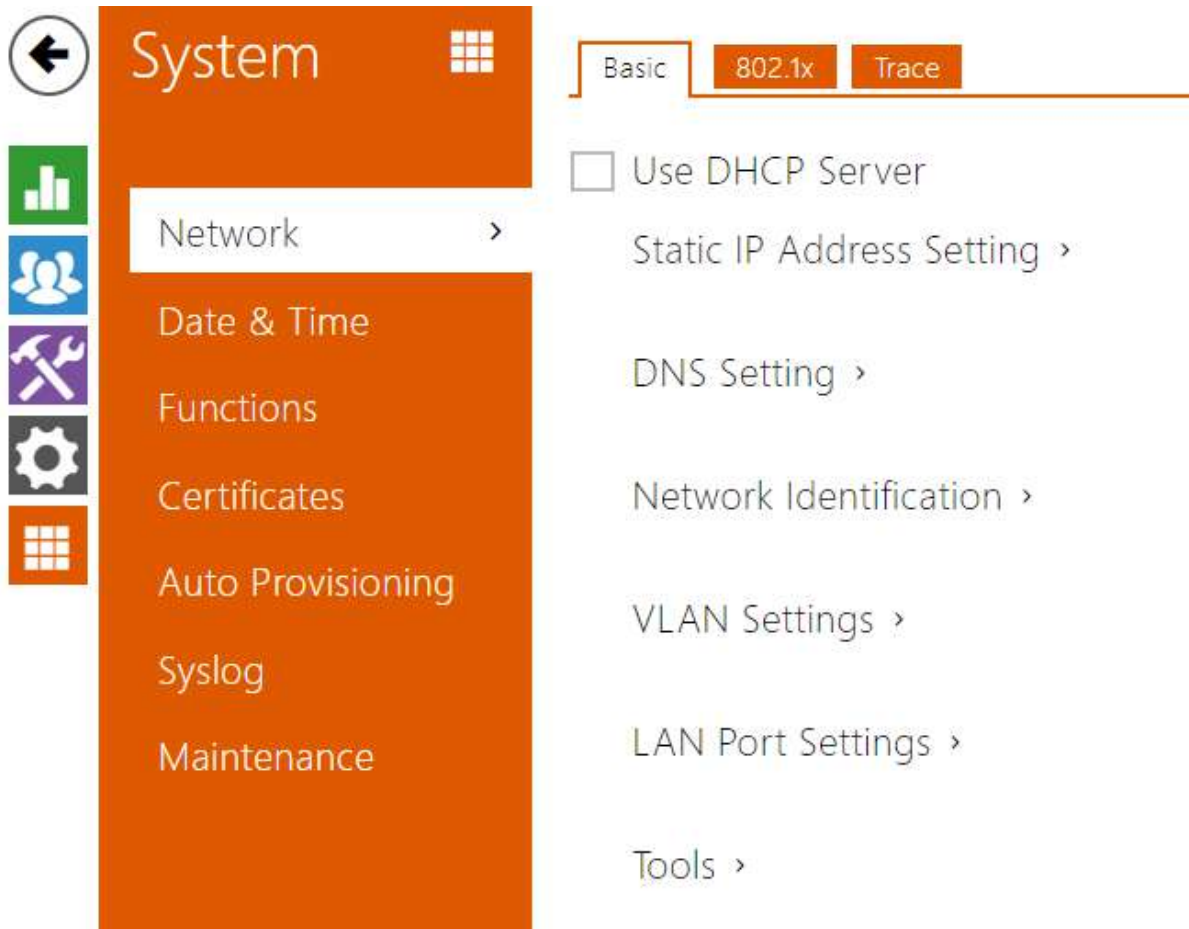 System
Network
Date & Time
Functions
Certificates
Auto Provisioning
Syslog
Maintenance
Basic
802.1x
Trace
Use DHCP Server
Static IP Address Setting
DNS Setting
Network Identification
VLAN Settings
LAN Port Settings
Tools